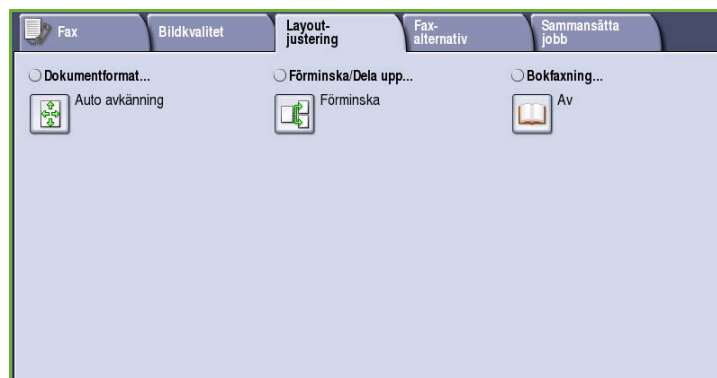 Fax
Bildkvalitet
Layout-
justering
Fax-
alternativ
Sammansätta
jobb
Dokumentformat...
Auto avkänning
Förminska/Dela upp...
Förminska
Bokfaxning...
Av